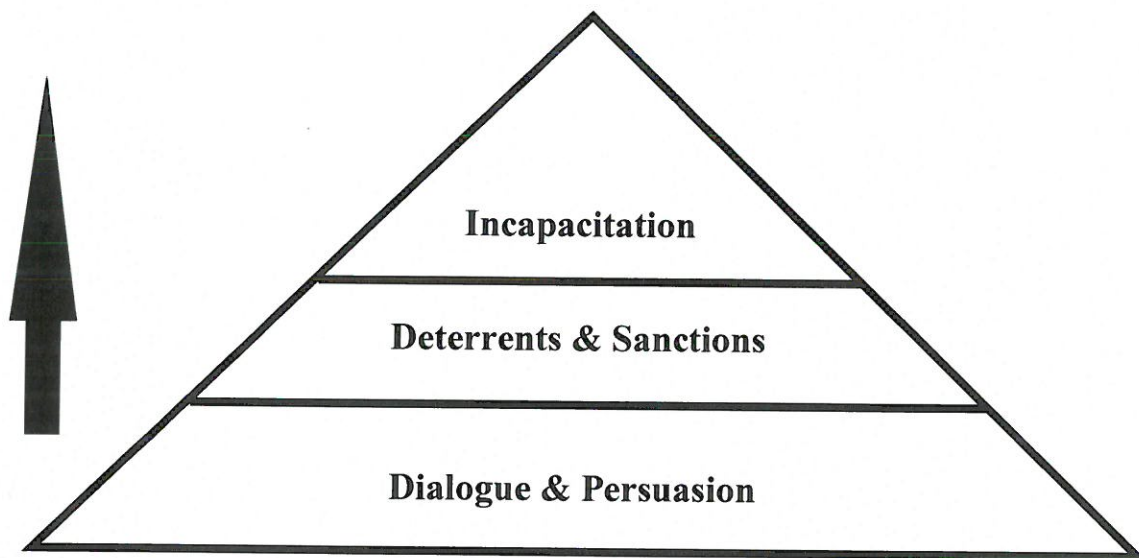 Incapacitation
Deterrents & Sanctions
Dialogue & Persuasion